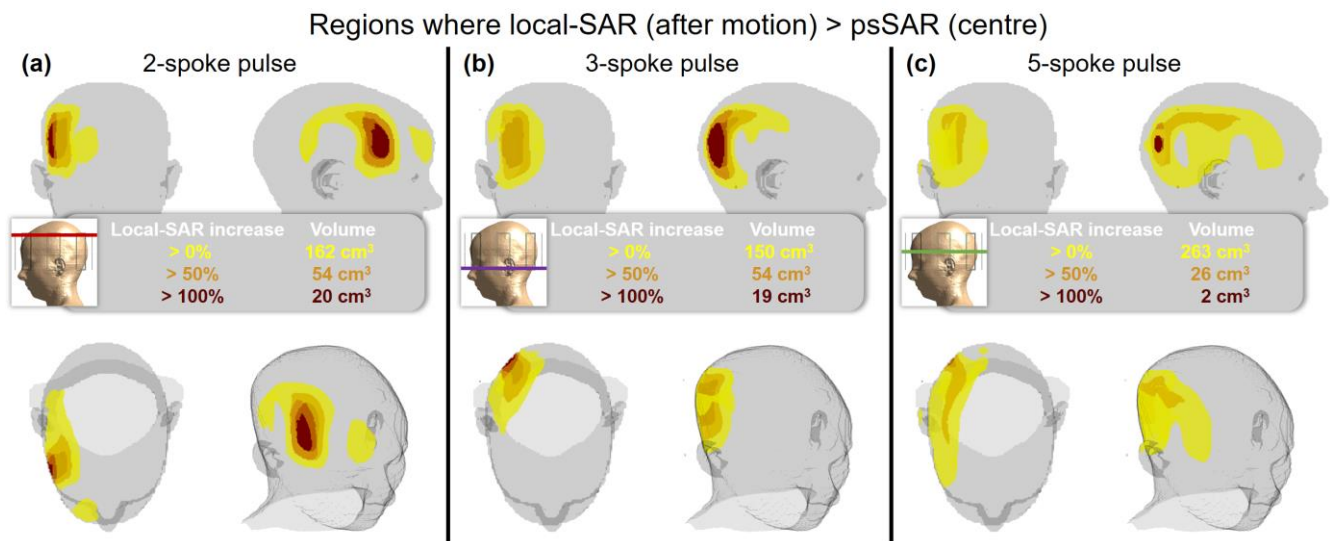 Regions where local-SAR (after motion) > psSAR (centre)
(a) 2-spoke pulse
Local-SAR increase Volume
> 0% 162 cm³
> 50% 54 cm³
> 100% 20 cm³
(b) 3-spoke pulse
Local-SAR increase Volume
> 0% 150 cm³
> 50% 54 cm³
> 100% 19 cm³
(c) 5-spoke pulse
Local-SAR increase Volume
> 0% 263 cm³
> 50% 26 cm³
> 100% 2 cm³